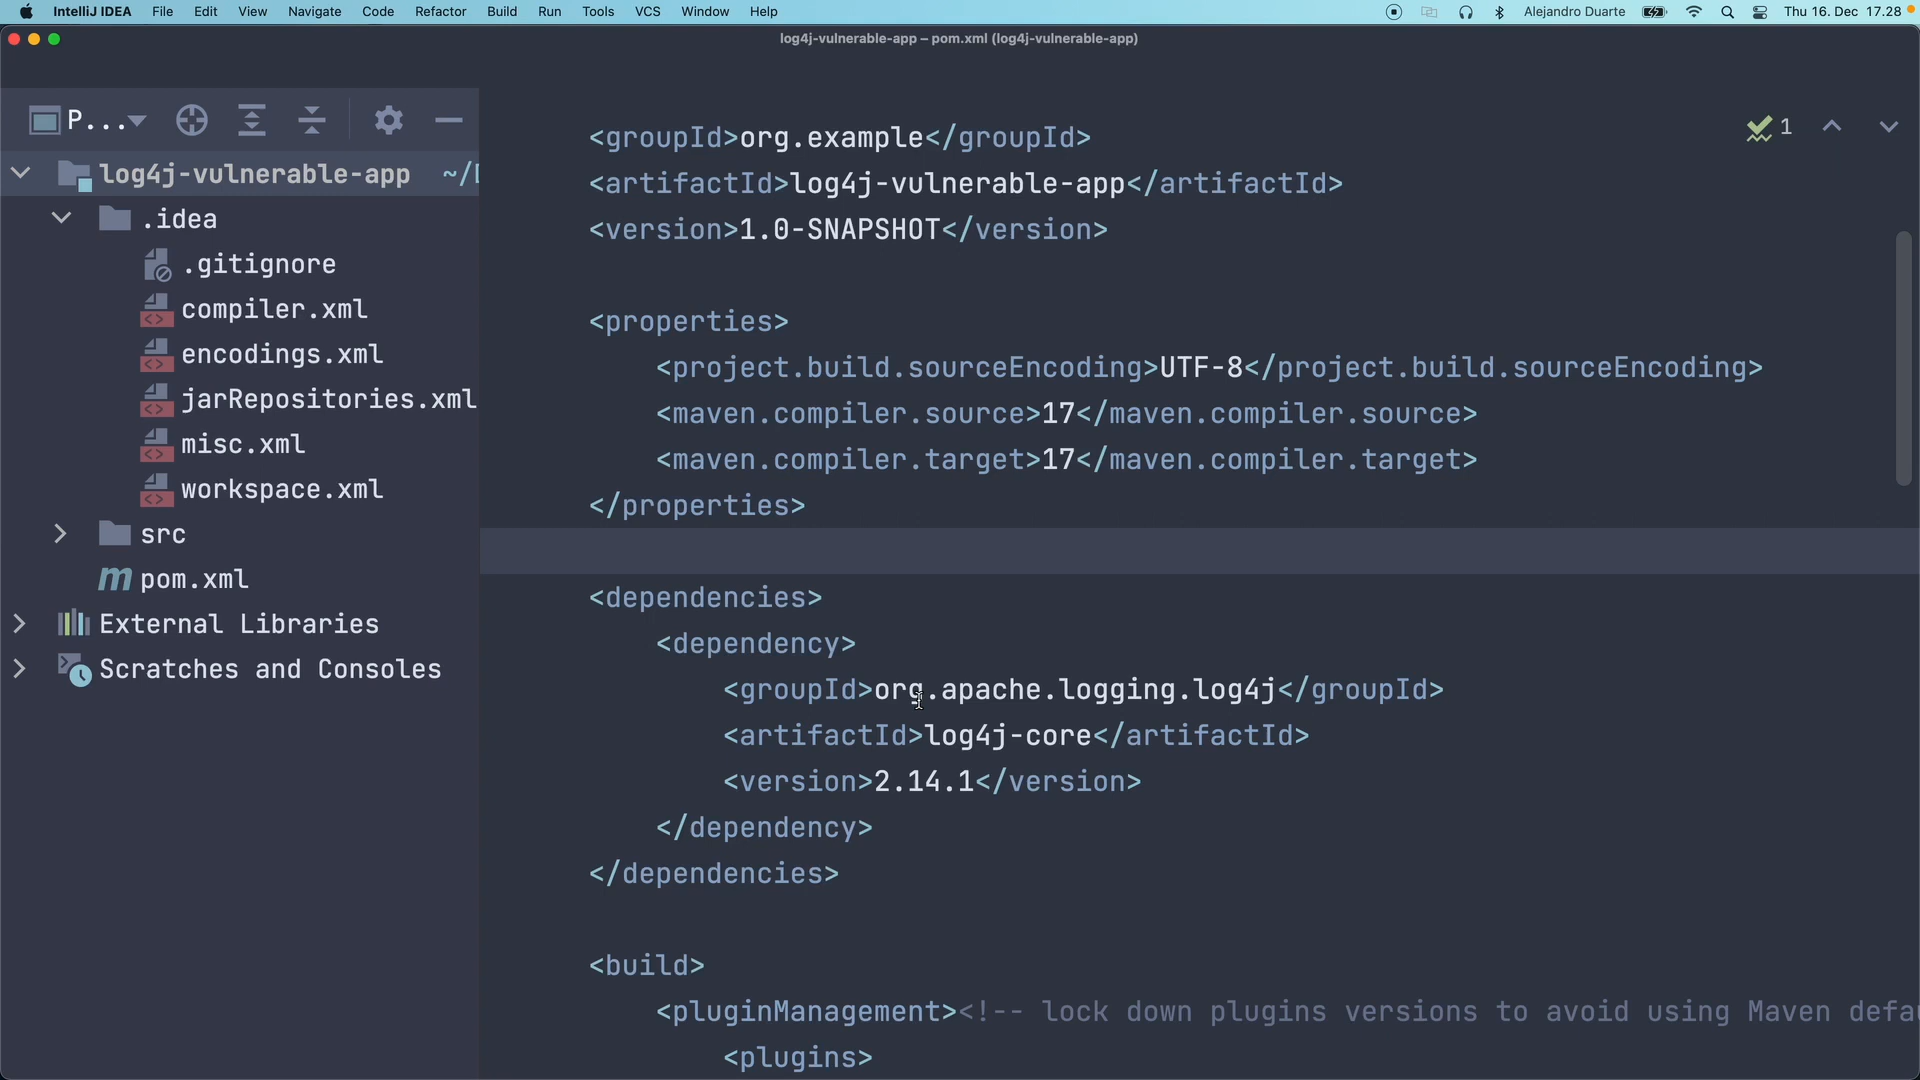 IntelliJ IDEA File Edit View Navigate Code Refactor Build Run Tools VCS Window Help Alejandro Duarte Thu 16. Dec 17.28
log4j-vulnerable-app – pom.xml (log4j-vulnerable-app)
P...
log4j-vulnerable-app ~/
.idea
.gitignore
compiler.xml
encodings.xml
jarRepositories.xml
misc.xml
workspace.xml
src
pom.xml
External Libraries
Scratches and Consoles
1
<groupId>org.example</groupId>
<artifactId>log4j-vulnerable-app</artifactId>
<version>1.0-SNAPSHOT</version>
<properties>
<project.build.sourceEncoding>UTF-8</project.build.sourceEncoding>
<maven.compiler.source>17</maven.compiler.source>
<maven.compiler.target>17</maven.compiler.target>
</properties>
<dependencies>
<dependency>
<groupId>org.apache.logging.log4j</groupId>
<artifactId>log4j-core</artifactId>
<version>2.14.1</version>
</dependency>
</dependencies>
<build>
<pluginManagement><!-- lock down plugins versions to avoid using Maven defa
<plugins>